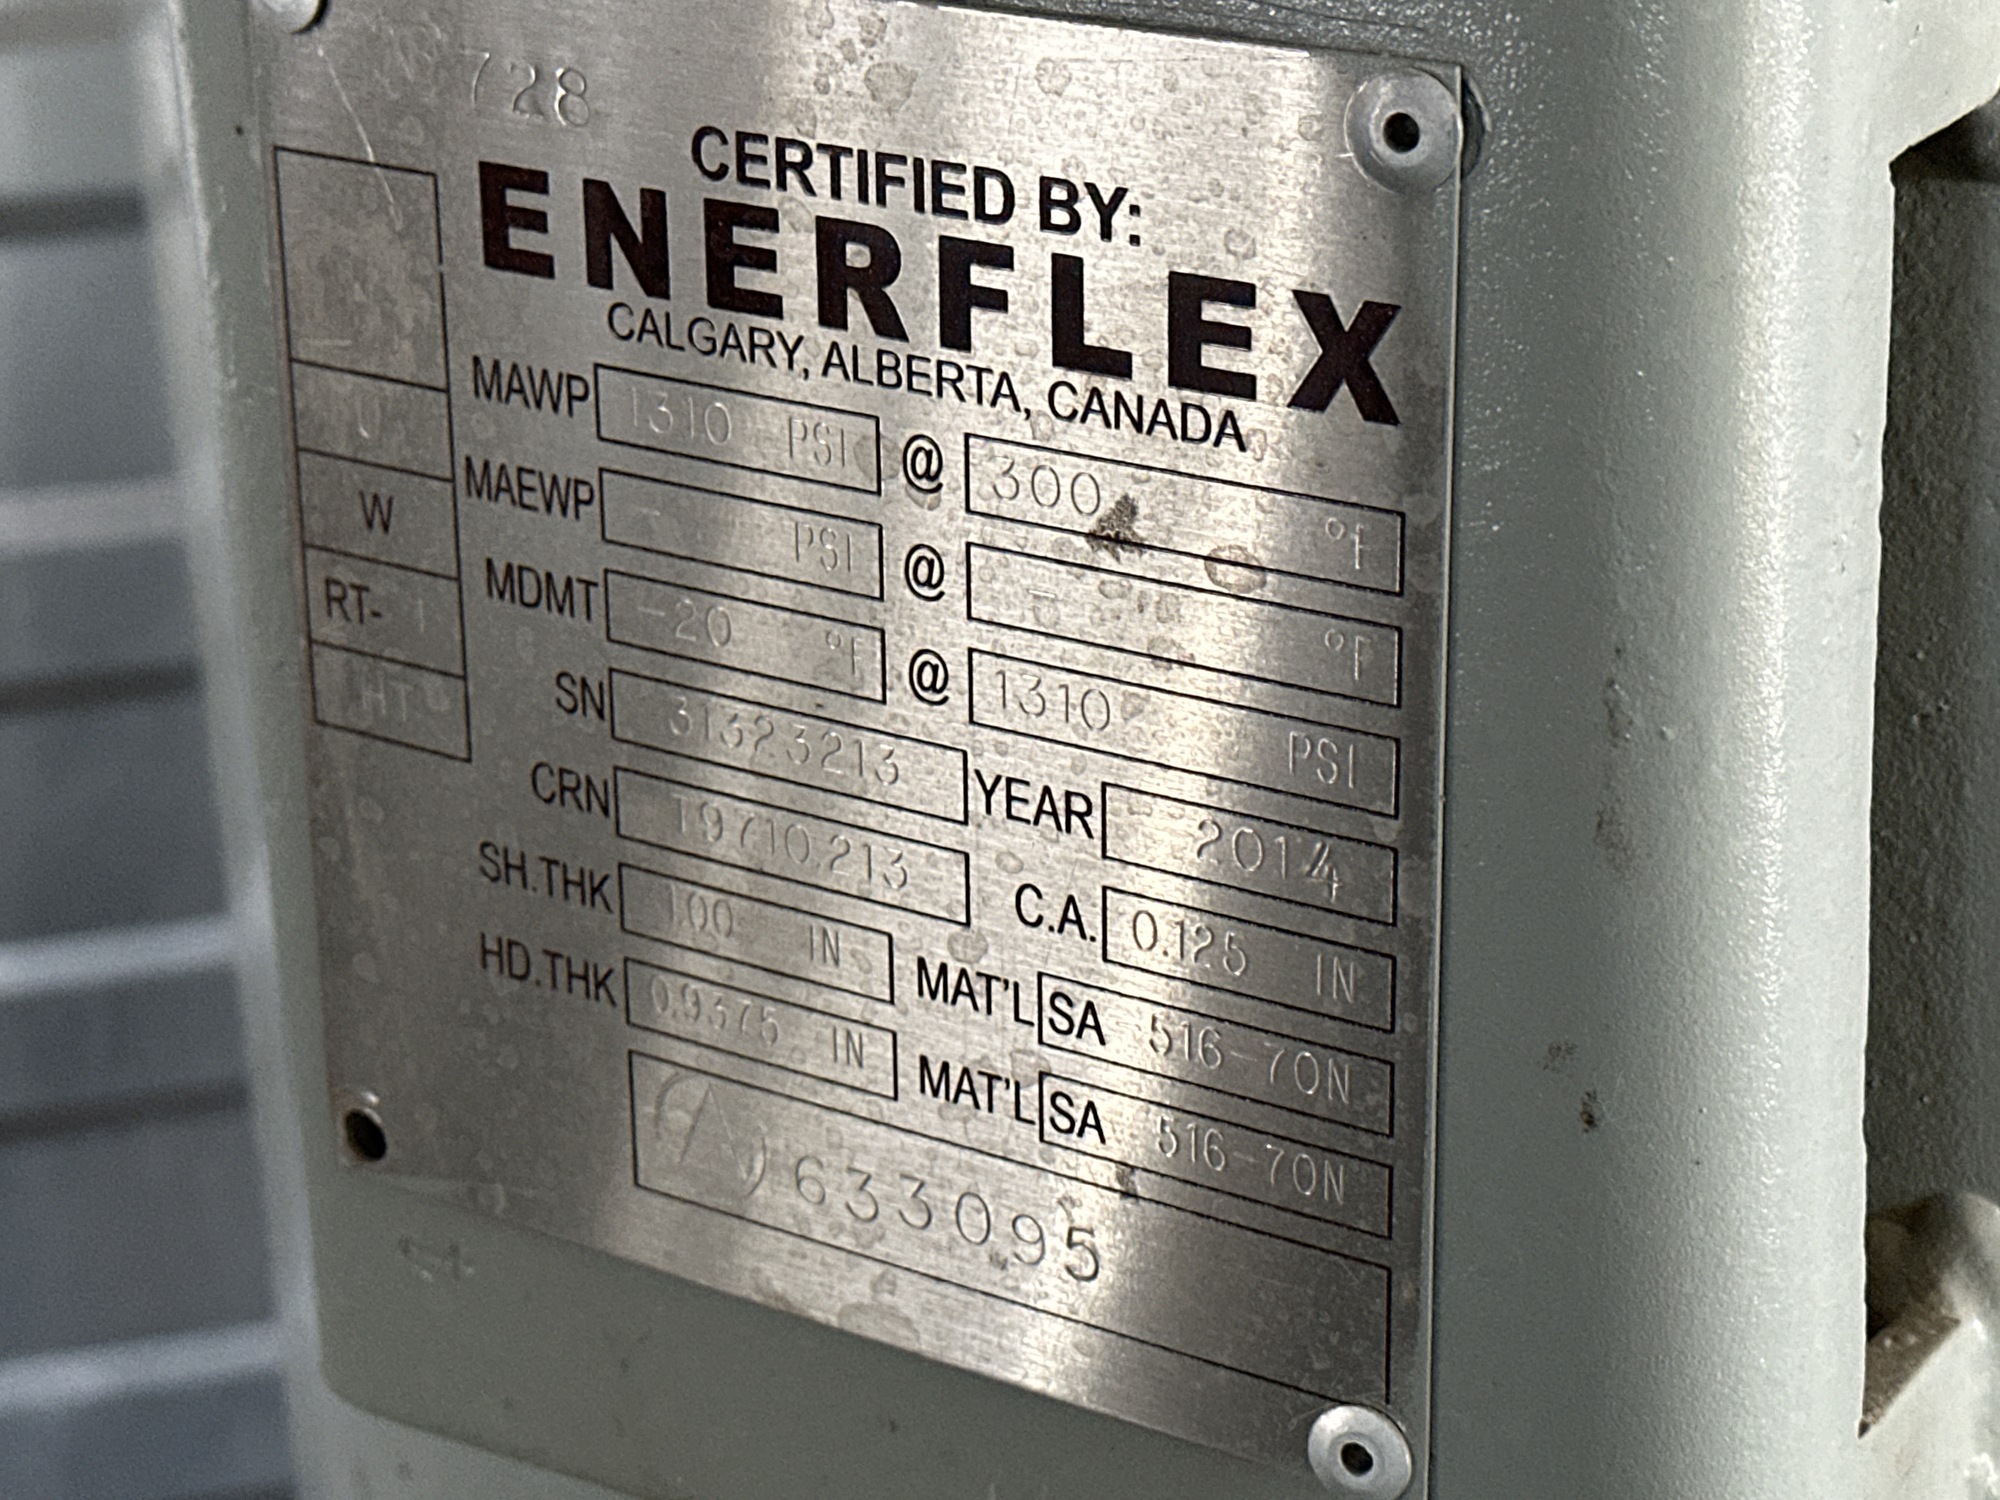 728
CERTIFIED BY:
ENERFLEX
CALGARY, ALBERTA, CANADA
MAWP 1310 PSI @ 300 °F
U
MAEWP - PSI @ - °F
W
MDMT -20 °F @ 1310 PSI
RT- 1
SN 31323213 YEAR 2014
HT
CRN T9710.213 C.A. 0.125 IN
SH.THK 1.00 IN MAT'L SA 516-70N
HD.THK 0.9375 IN MAT'L SA 516-70N
A 633095